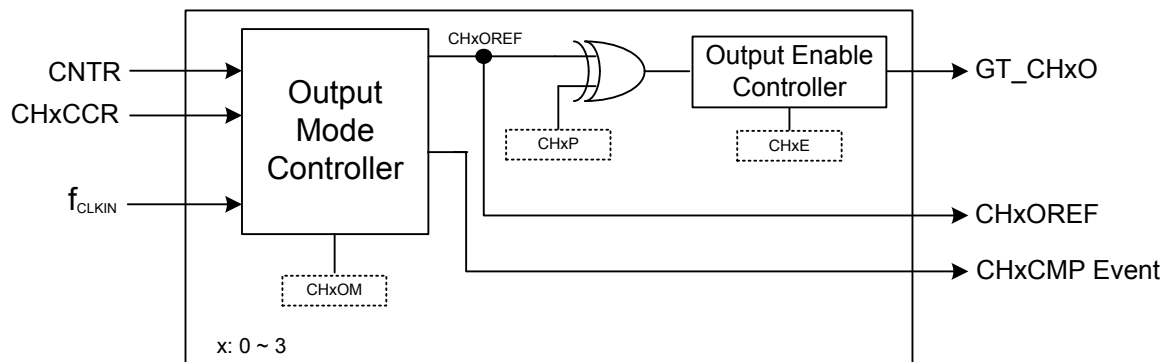 CNTR
CHxCCR
fCLKIN
Output
Mode
Controller
CHxOM
CHxOREF
CHxP
Output Enable
Controller
CHxE
GT_CHxO
CHxOREF
CHxCMP Event
x: 0 ~ 3